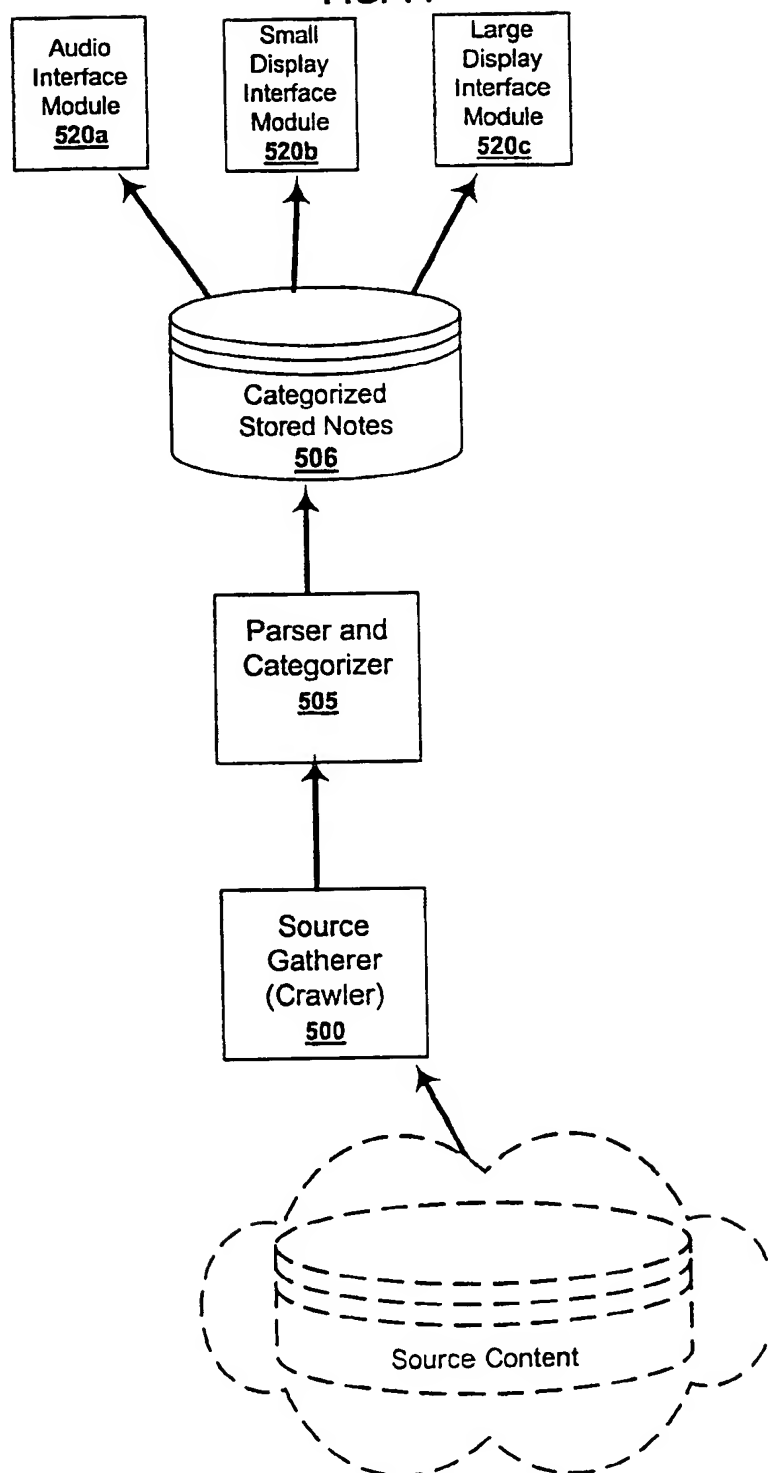 Audio
Interface
Module
520a
Small
Display
Interface
Module
520b
Large
Display
Interface
Module
520c
Categorized
Stored Notes
506
Parser and
Categorizer
505
Source
Gatherer
(Crawler)
500
Source Content